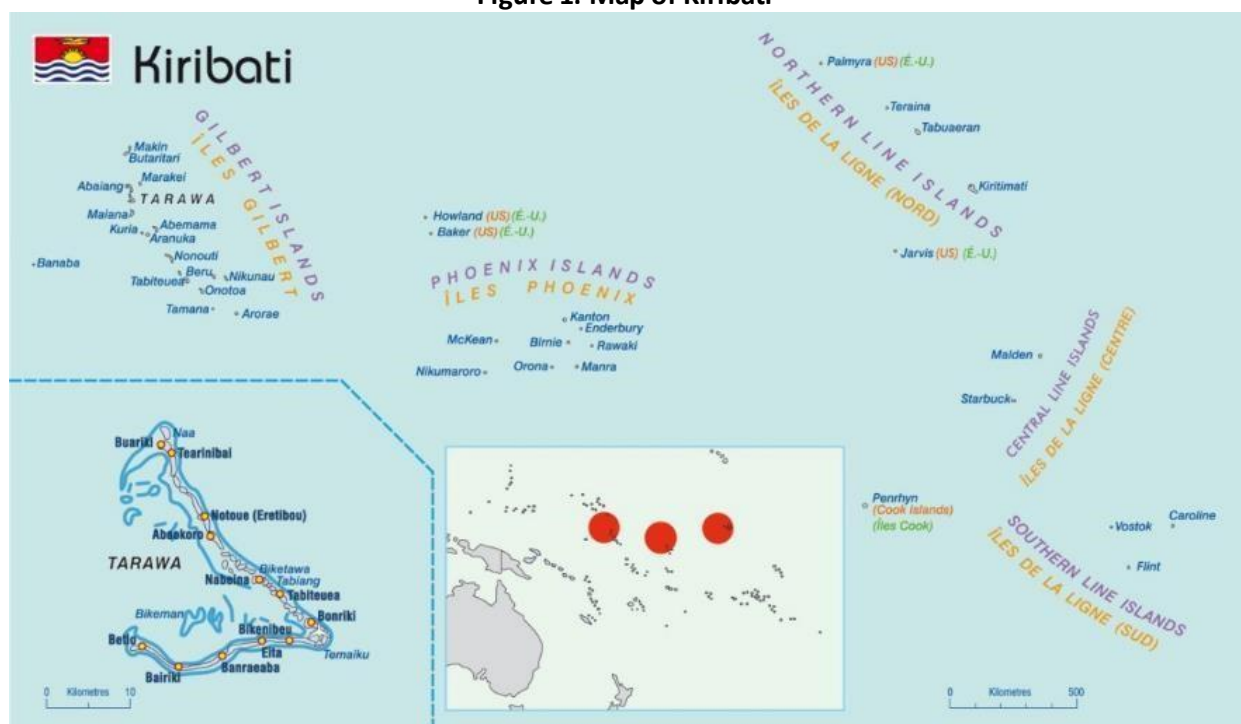 Figure 1: Map of Kiribati
Kiribati
GILBERT ISLANDS
ÎLES GILBERT
Makin
Butaritari
Marakei
Abaiang
TARAWA
Maiana
Abemama
Kuria
Aranuka
Nonouti
Banaba
Beru
Nikunau
Tabiteuea
Onotoa
Tamana
Arorae
Howland (US) (É.-U.)
Baker (US) (É.-U.)
PHOENIX ISLANDS
ÎLES PHOENIX
Kanton
Enderbury
McKean
Birnie
Rawaki
Nikumaroro
Orona
Manra
NORTHERN LINE ISLANDS
ÎLES DE LA LIGNE (NORD)
Palmyra (US) (É.-U.)
Teraina
Tabuaeran
Kiritimati
Jarvis (US) (É.-U.)
CENTRAL LINE ISLANDS
ÎLES DE LA LIGNE (CENTRE)
Malden
Starbuck
Penrhyn
(Cook Islands)
(Îles Cook)
SOUTHERN LINE ISLANDS
ÎLES DE LA LIGNE (SUD)
Caroline
Vostok
Flint
0 Kilometres 500
Naa
Buariki
Tearinibai
Notoue (Eretibou)
Abaokoro
TARAWA
Biketawa
Nabeina
Tabiang
Tabiteuea
Bikeman
Bonriki
Bikenibeu
Betio
Eita
Temaiku
Banraeaba
Bairiki
0 Kilometres 10